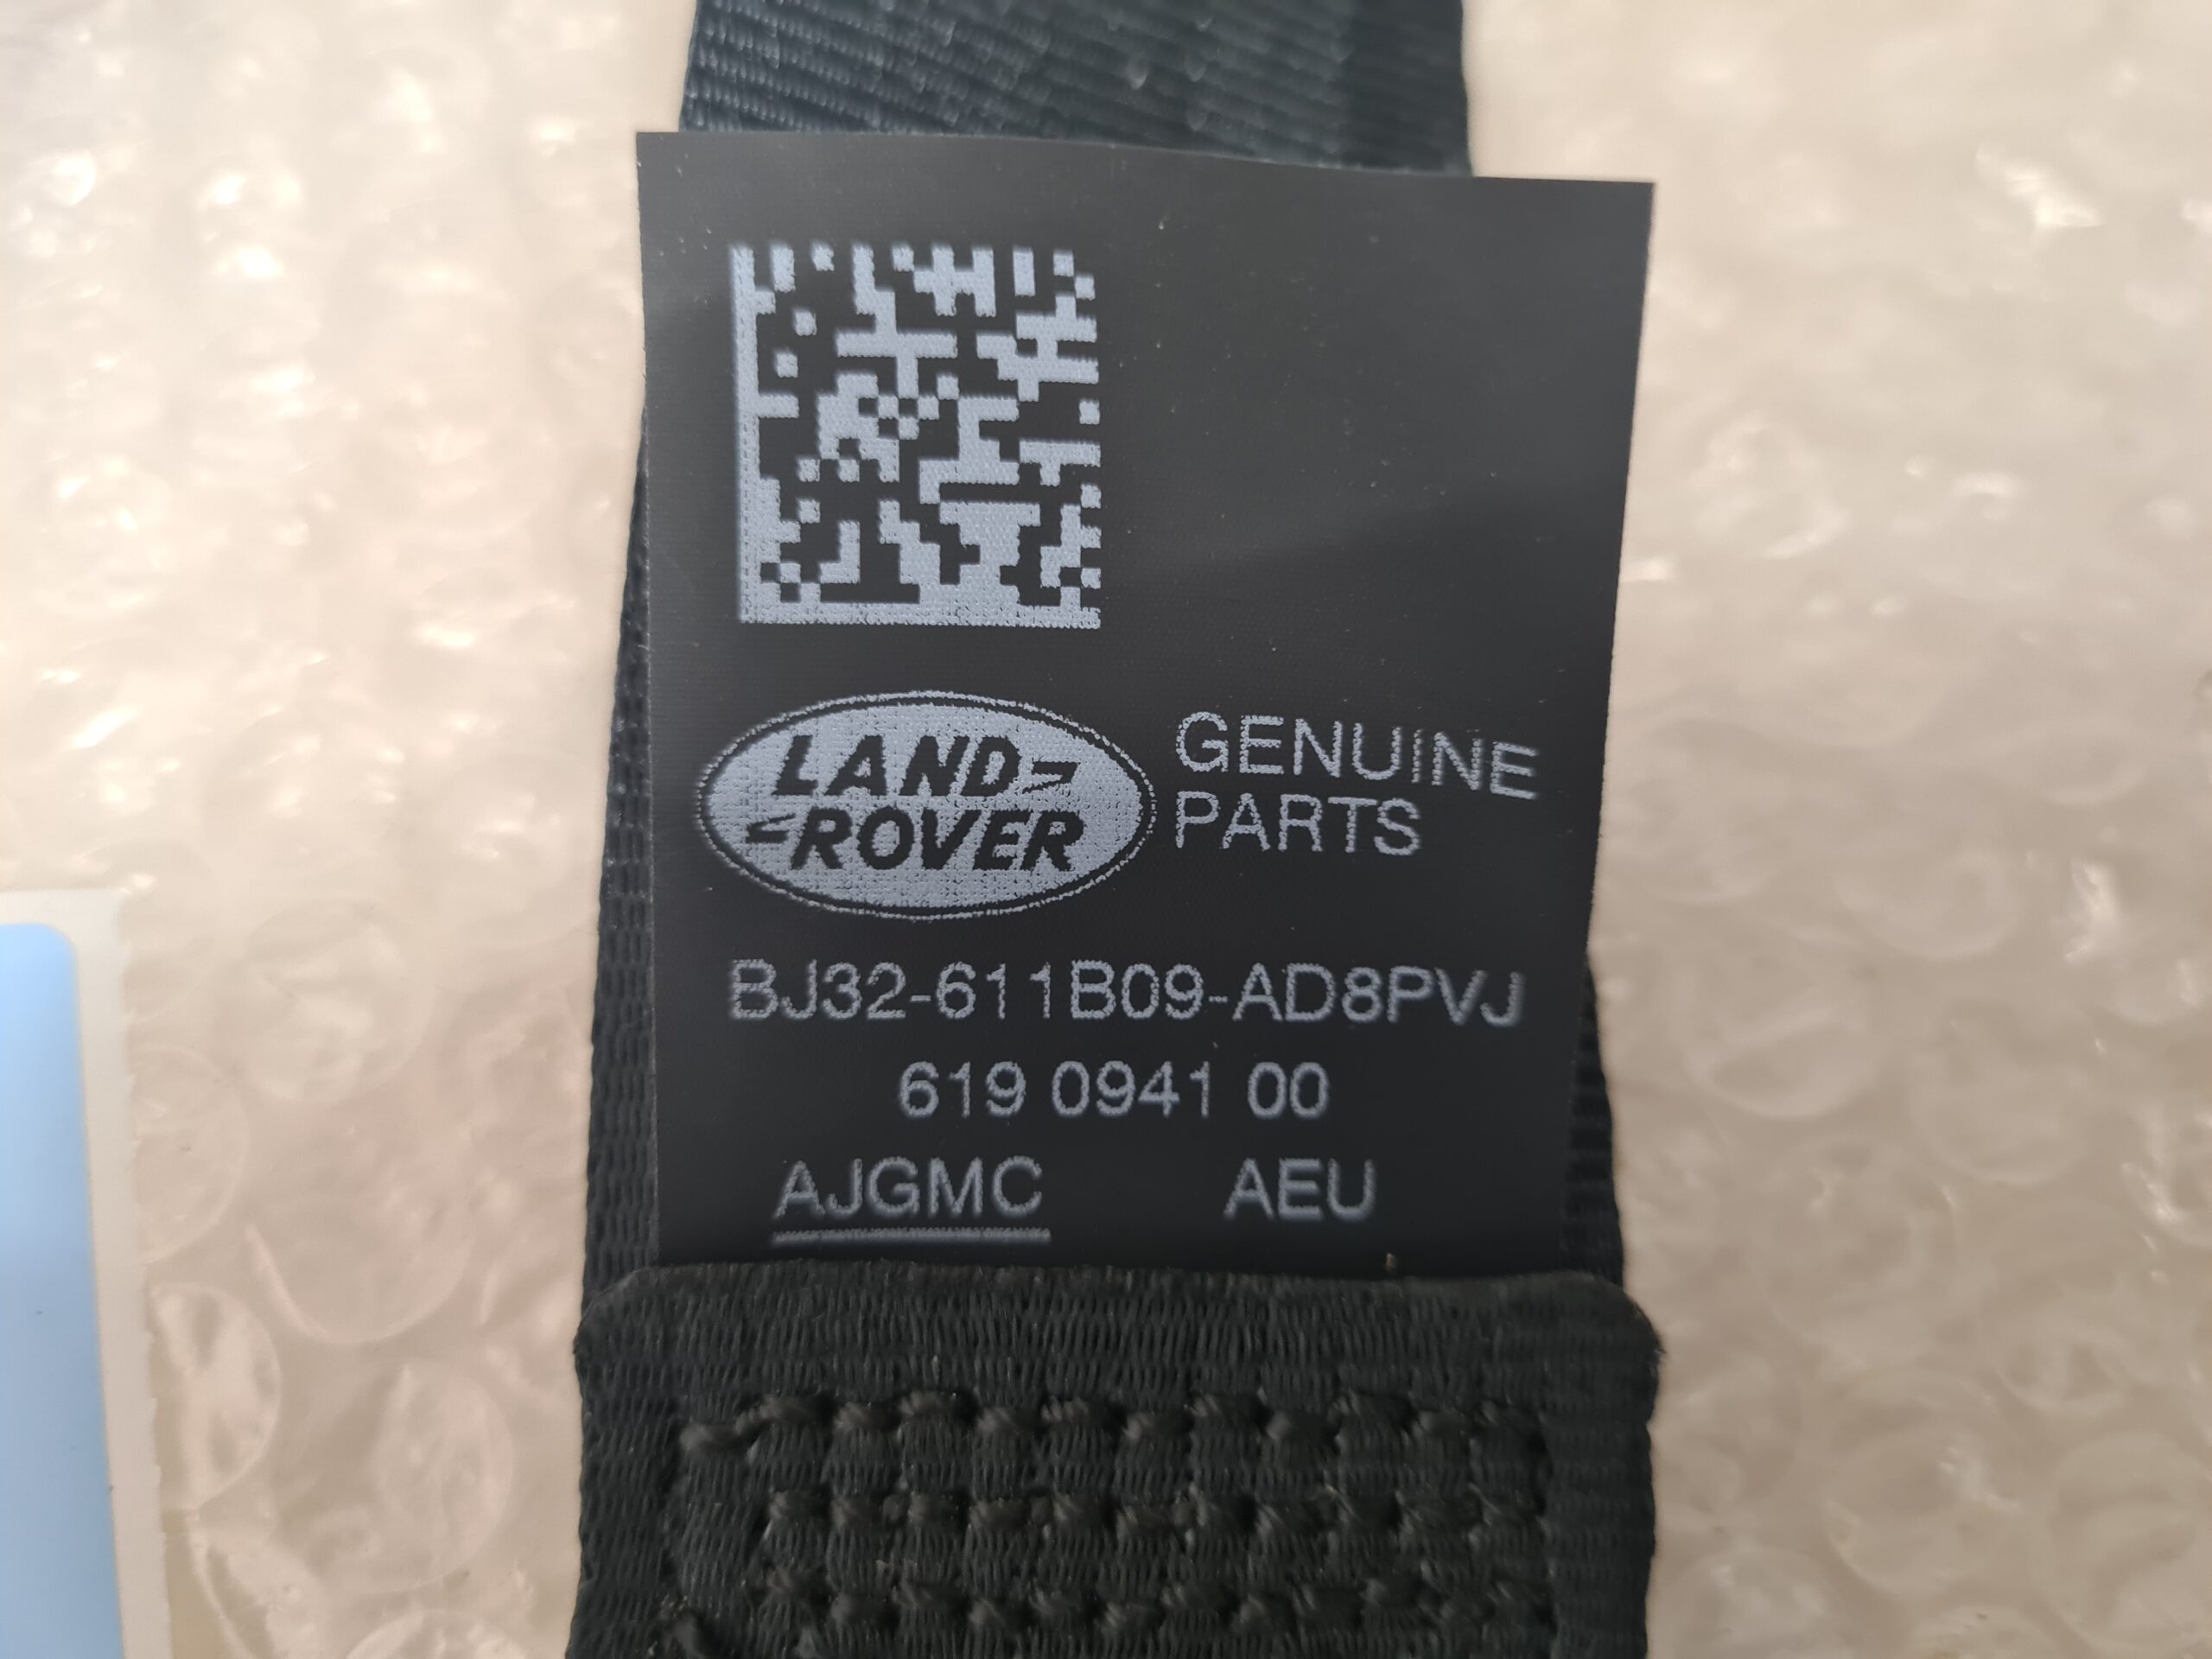 LAND
ROVER
GENUINE
PARTS
BJ32-611B09-AD8PVJ
619 0941 00
AJGMC AEU